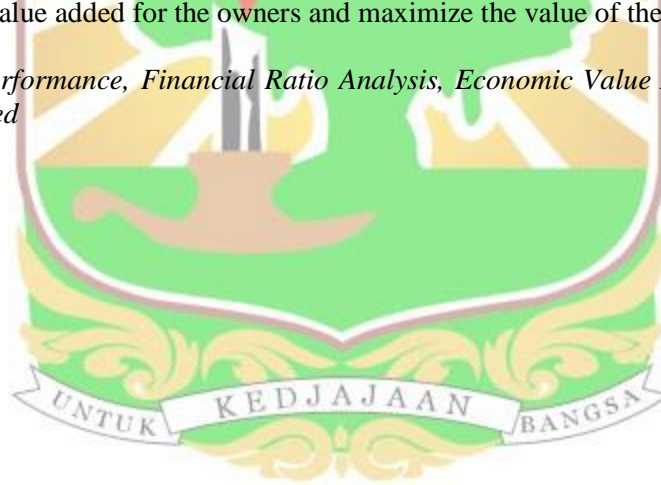 alue added for the owners and maximize the value of the
rformance, Financial Ratio Analysis, Economic Value
ed
UNTUK KEDJAJAAN BANGSA